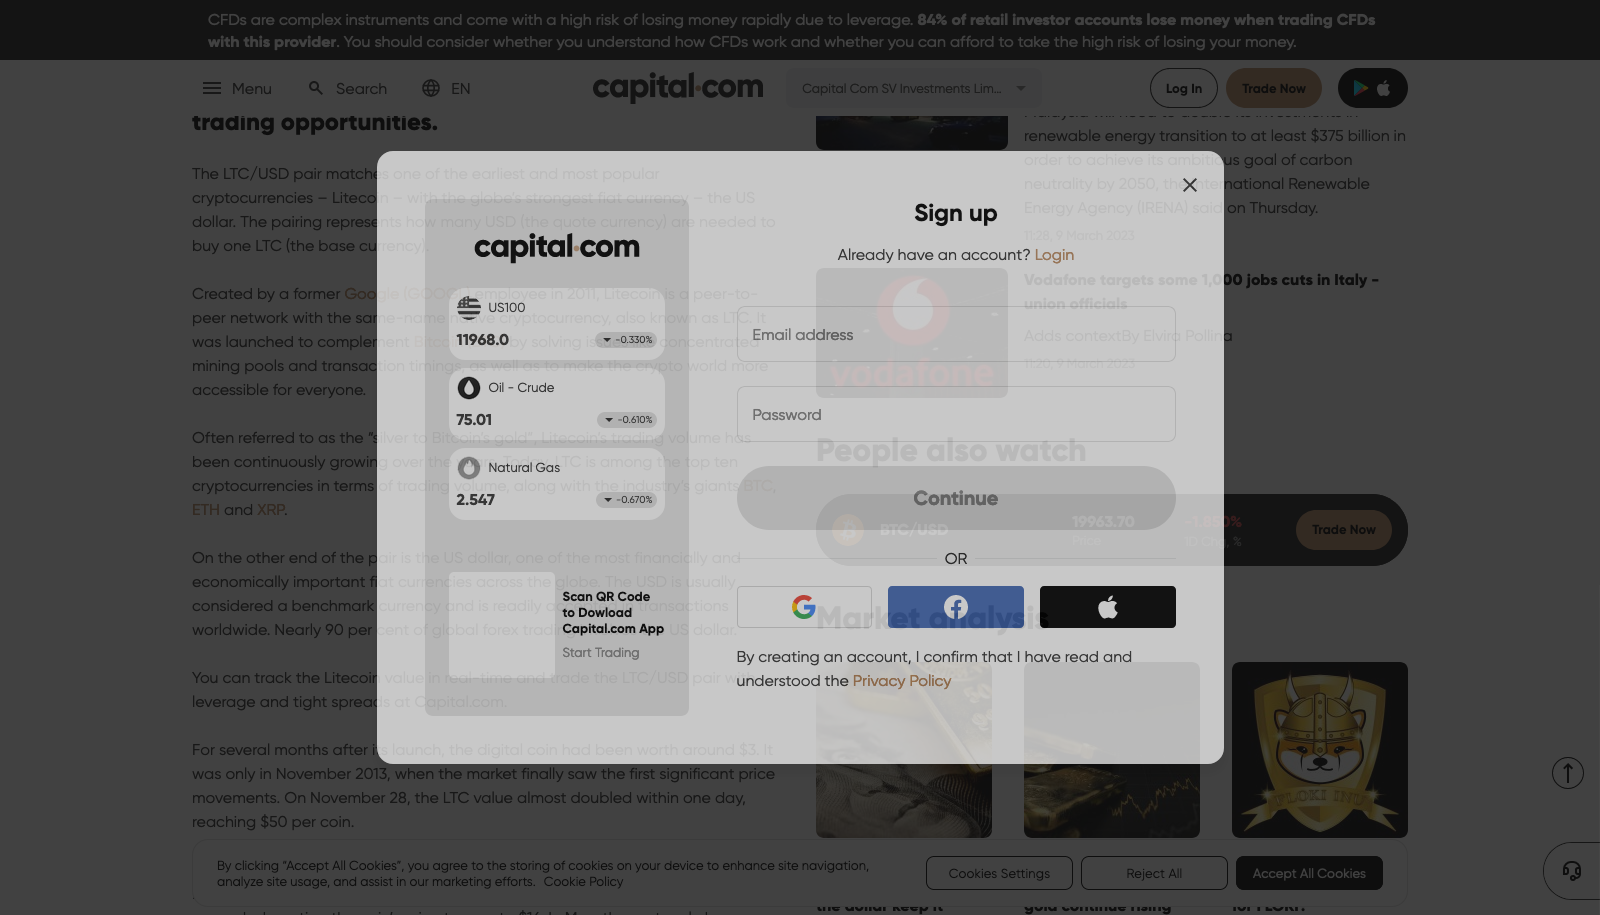 CFDs are complex instruments and come with a high risk of losing money rapidly due to leverage. 84% of retail investor accounts lose money when trading CFDs
with this provider. You should consider whether you understand how CFDs work and whether you can afford to take the high risk of losing your money.
Menu
Search
EN
capital.com
Capital Com SV Investments Lim...
Log In
Trade Now
trading opportunities.
The LTC/USD pair matches one of the earliest and most popular
cryptocurrencies – Litecoin – with the globe's strongest fiat currency – the US
dollar. The pairing represents how many USD (the quote currency) are needed to
buy one LTC (the base currency).
Created by a former Google (GOOG) employee in 2011, Litecoin is a peer-to-
peer network with the same-name native cryptocurrency, also known as LTC. It
was launched to complement by solving is concentrated
mining pools and transaction timings, as well as to make the crypto world more
accessible for everyone.
Often referred to as the “silver to Bitcoin's gold”, Litecoin's trading volume has
been continuously growing over the years. Today, LTC is among the top ten
cryptocurrencies in terms of trading volume, along with the industry's giants BTC,
ETH and XRP.
On the other end of the pair is the US dollar, one of the most financially and
economically important fiat currencies across the globe. The USD is usually
considered a benchmark currency and is readily in transactions
worldwide. Nearly 90 per cent of global forex trading US dollar.
You can track the Litecoin value in real-time and trade the LTC/USD pair
leverage and tight spreads at Capital.com.
For several months after its launch, the digital coin had been worth around $3. It
was only in November 2013, when the market finally saw the first significant price
movements. On November 28, the LTC value almost doubled within one day,
reaching $50 per coin.
Malaysia will need to double its investments in
renewable energy transition to at least $375 billion in
order to achieve its ambitious goal of carbon
neutrality by 2050, the International Renewable
Energy Agency (IRENA) said on Thursday.
11:28, 9 March 2023
vodafone
Vodafone targets some 1,000 jobs cuts in Italy -
union officials
Adds contextBy Elvira Pollina
11:20, 9 March 2023
People also watch
BTC/USD
19963.70
Price
Trade Now
Market analysis
FLOKI INU
the dollar keep it
gold continue rising
for FLOKI?
capital.com
US100
11968.0
-0.330%
Oil - Crude
75.01
-0.610%
Natural Gas
2.547
-0.670%
Scan QR Code
to Dowload
Capital.com App
Start Trading
Sign up
Already have an account? Login
Email address
Password
Continue
OR
By creating an account, I confirm that I have read and
understood the Privacy Policy
By clicking “Accept All Cookies”, you agree to the storing of cookies on your device to enhance site navigation,
analyze site usage, and assist in our marketing efforts. Cookie Policy
Cookies Settings
Reject All
Accept All Cookies